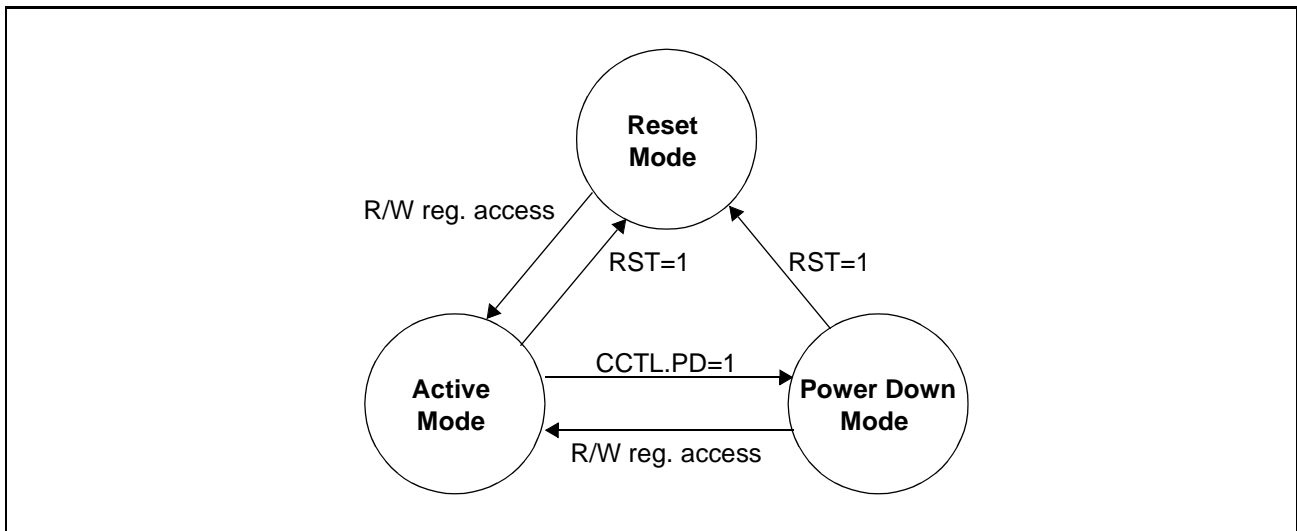 Reset
Mode
R/W reg. access
RST=1
RST=1
CCTL.PD=1
Active
Mode
Power Down
Mode
R/W reg. access